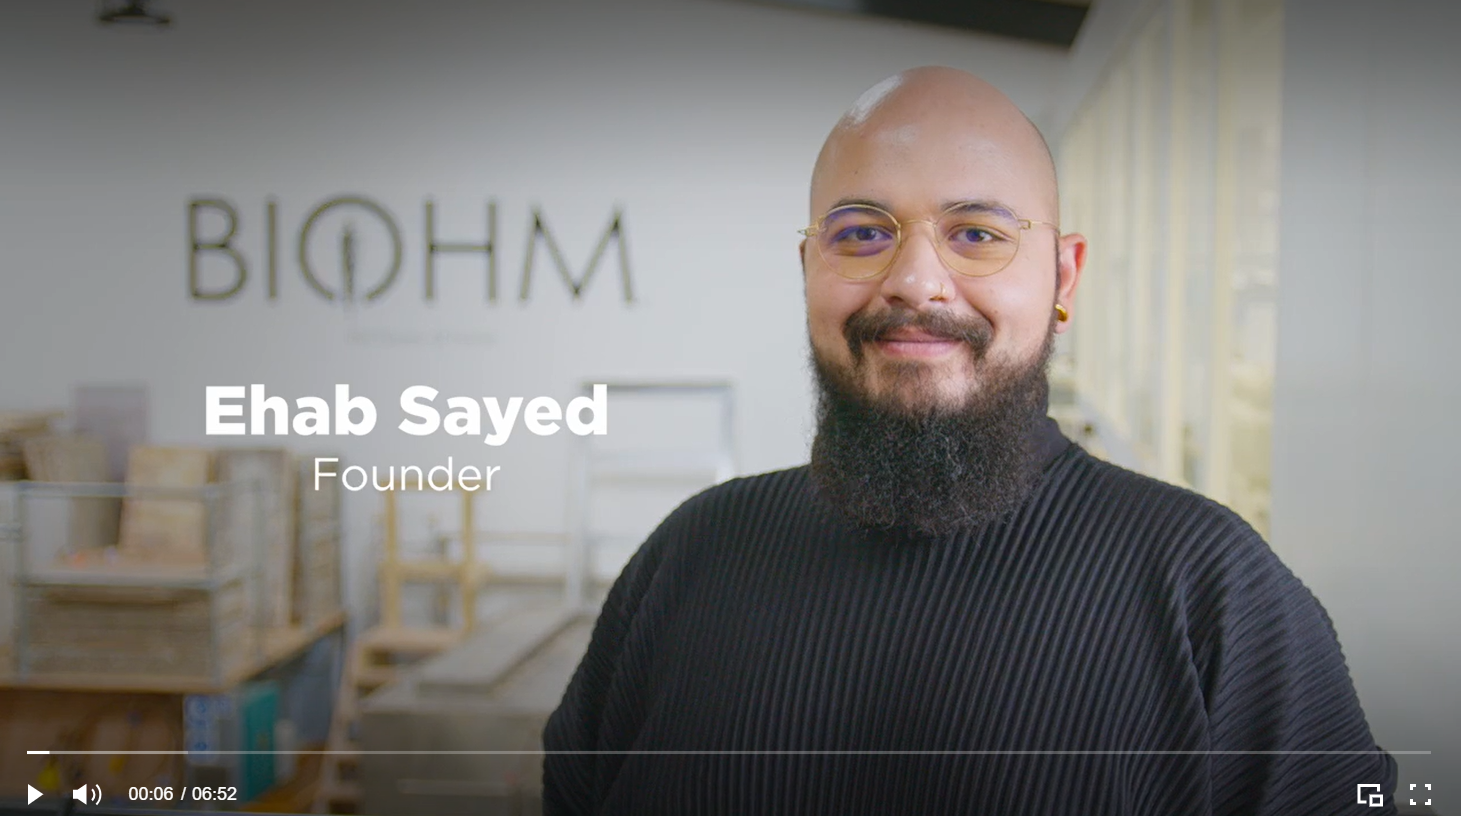 BIOHM
Ehab Sayed
Founder
00:06 / 06:52